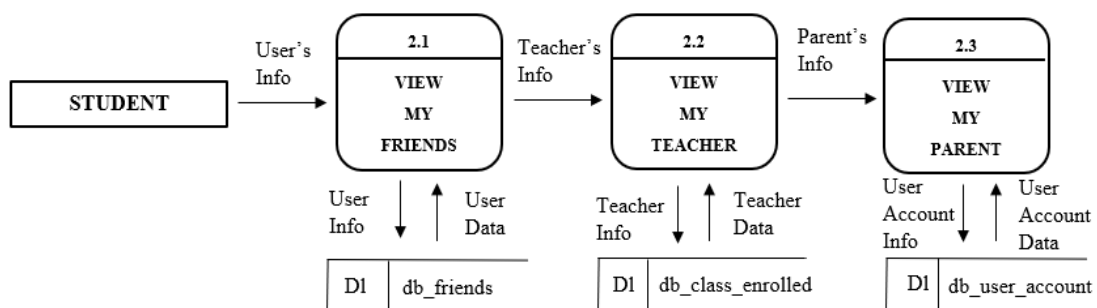 STUDENT
User's
Info
2.1
VIEW
MY
FRIENDS
Teacher's
Info
2.2
VIEW
MY
TEACHER
Parent's
Info
2.3
VIEW
MY
PARENT
User
Info
User
Data
Teacher
Info
Teacher
Data
User
Account
Info
User
Account
Data
D1 db_friends
D1 db_class_enrolled
D1 db_user_account